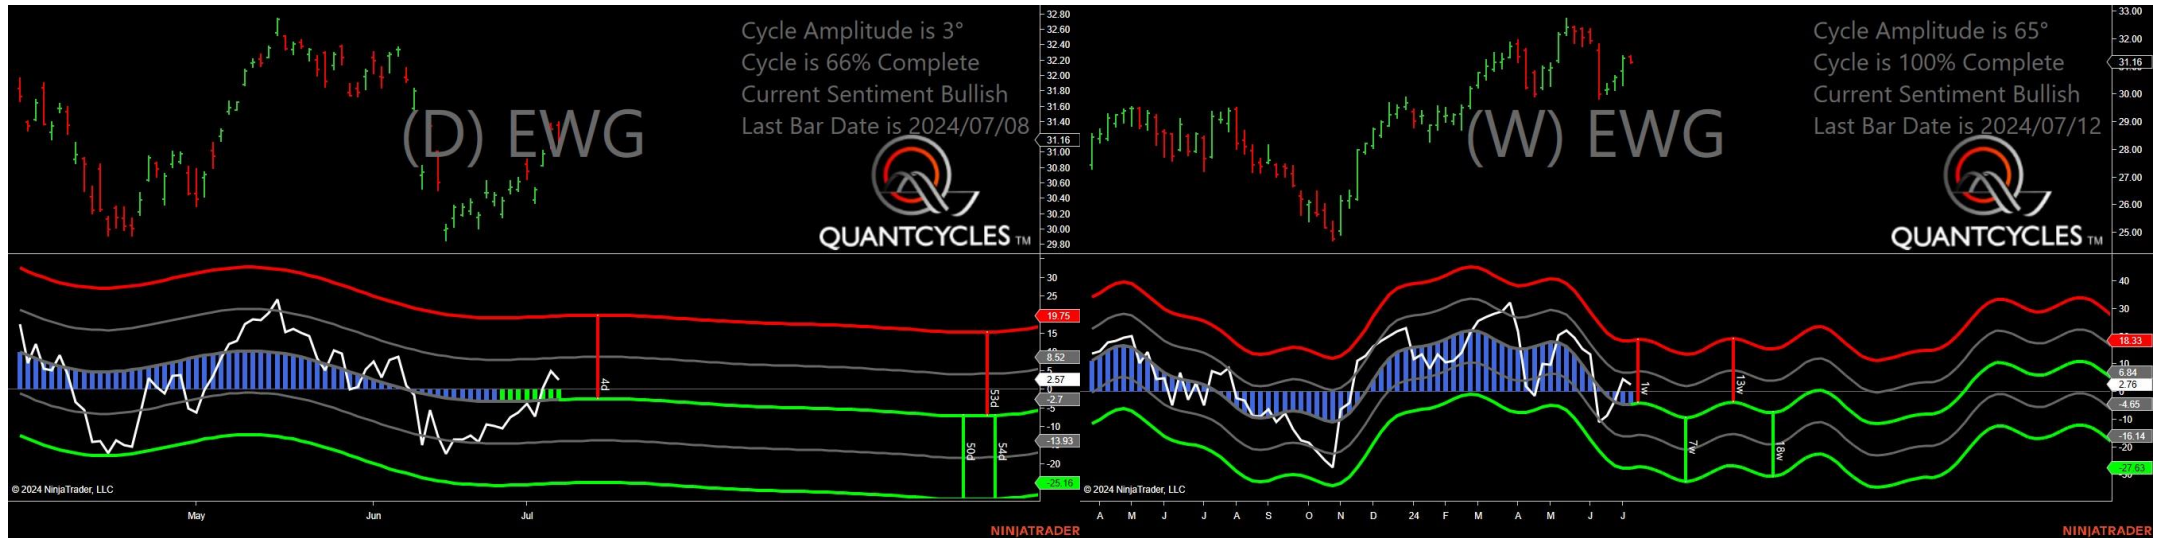 Cycle Amplitude is 3°
Cycle is 66% Complete
Current Sentiment Bullish
Last Bar Date is 2024/07/08
(D) EWG
QUANTCYCLES TM
32.80
32.60
32.40
32.20
32.00
31.80
31.60
31.40
31.16
31.00
30.80
30.60
30.40
30.20
30.00
29.80
30
25
19.75
15
8.52
5
2.57
0
-2.7
-5
-10
-13.93
-20
-25.16
4d
53d
50d
54d
© 2024 NinjaTrader, LLC
May Jun Jul
NINJATRADER
Cycle Amplitude is 65°
Cycle is 100% Complete
Current Sentiment Bullish
Last Bar Date is 2024/07/12
(W) EWG
QUANTCYCLES TM
33.00
32.00
31.16
30.00
29.00
28.00
27.00
26.00
25.00
40
30
18.33
10
6.84
2.76
0
-4.65
-10
-16.14
-20
-27.63
1w
13w
7w
18w
© 2024 NinjaTrader, LLC
A M J J A S O N D 24 F M A M J J
NINJATRADER